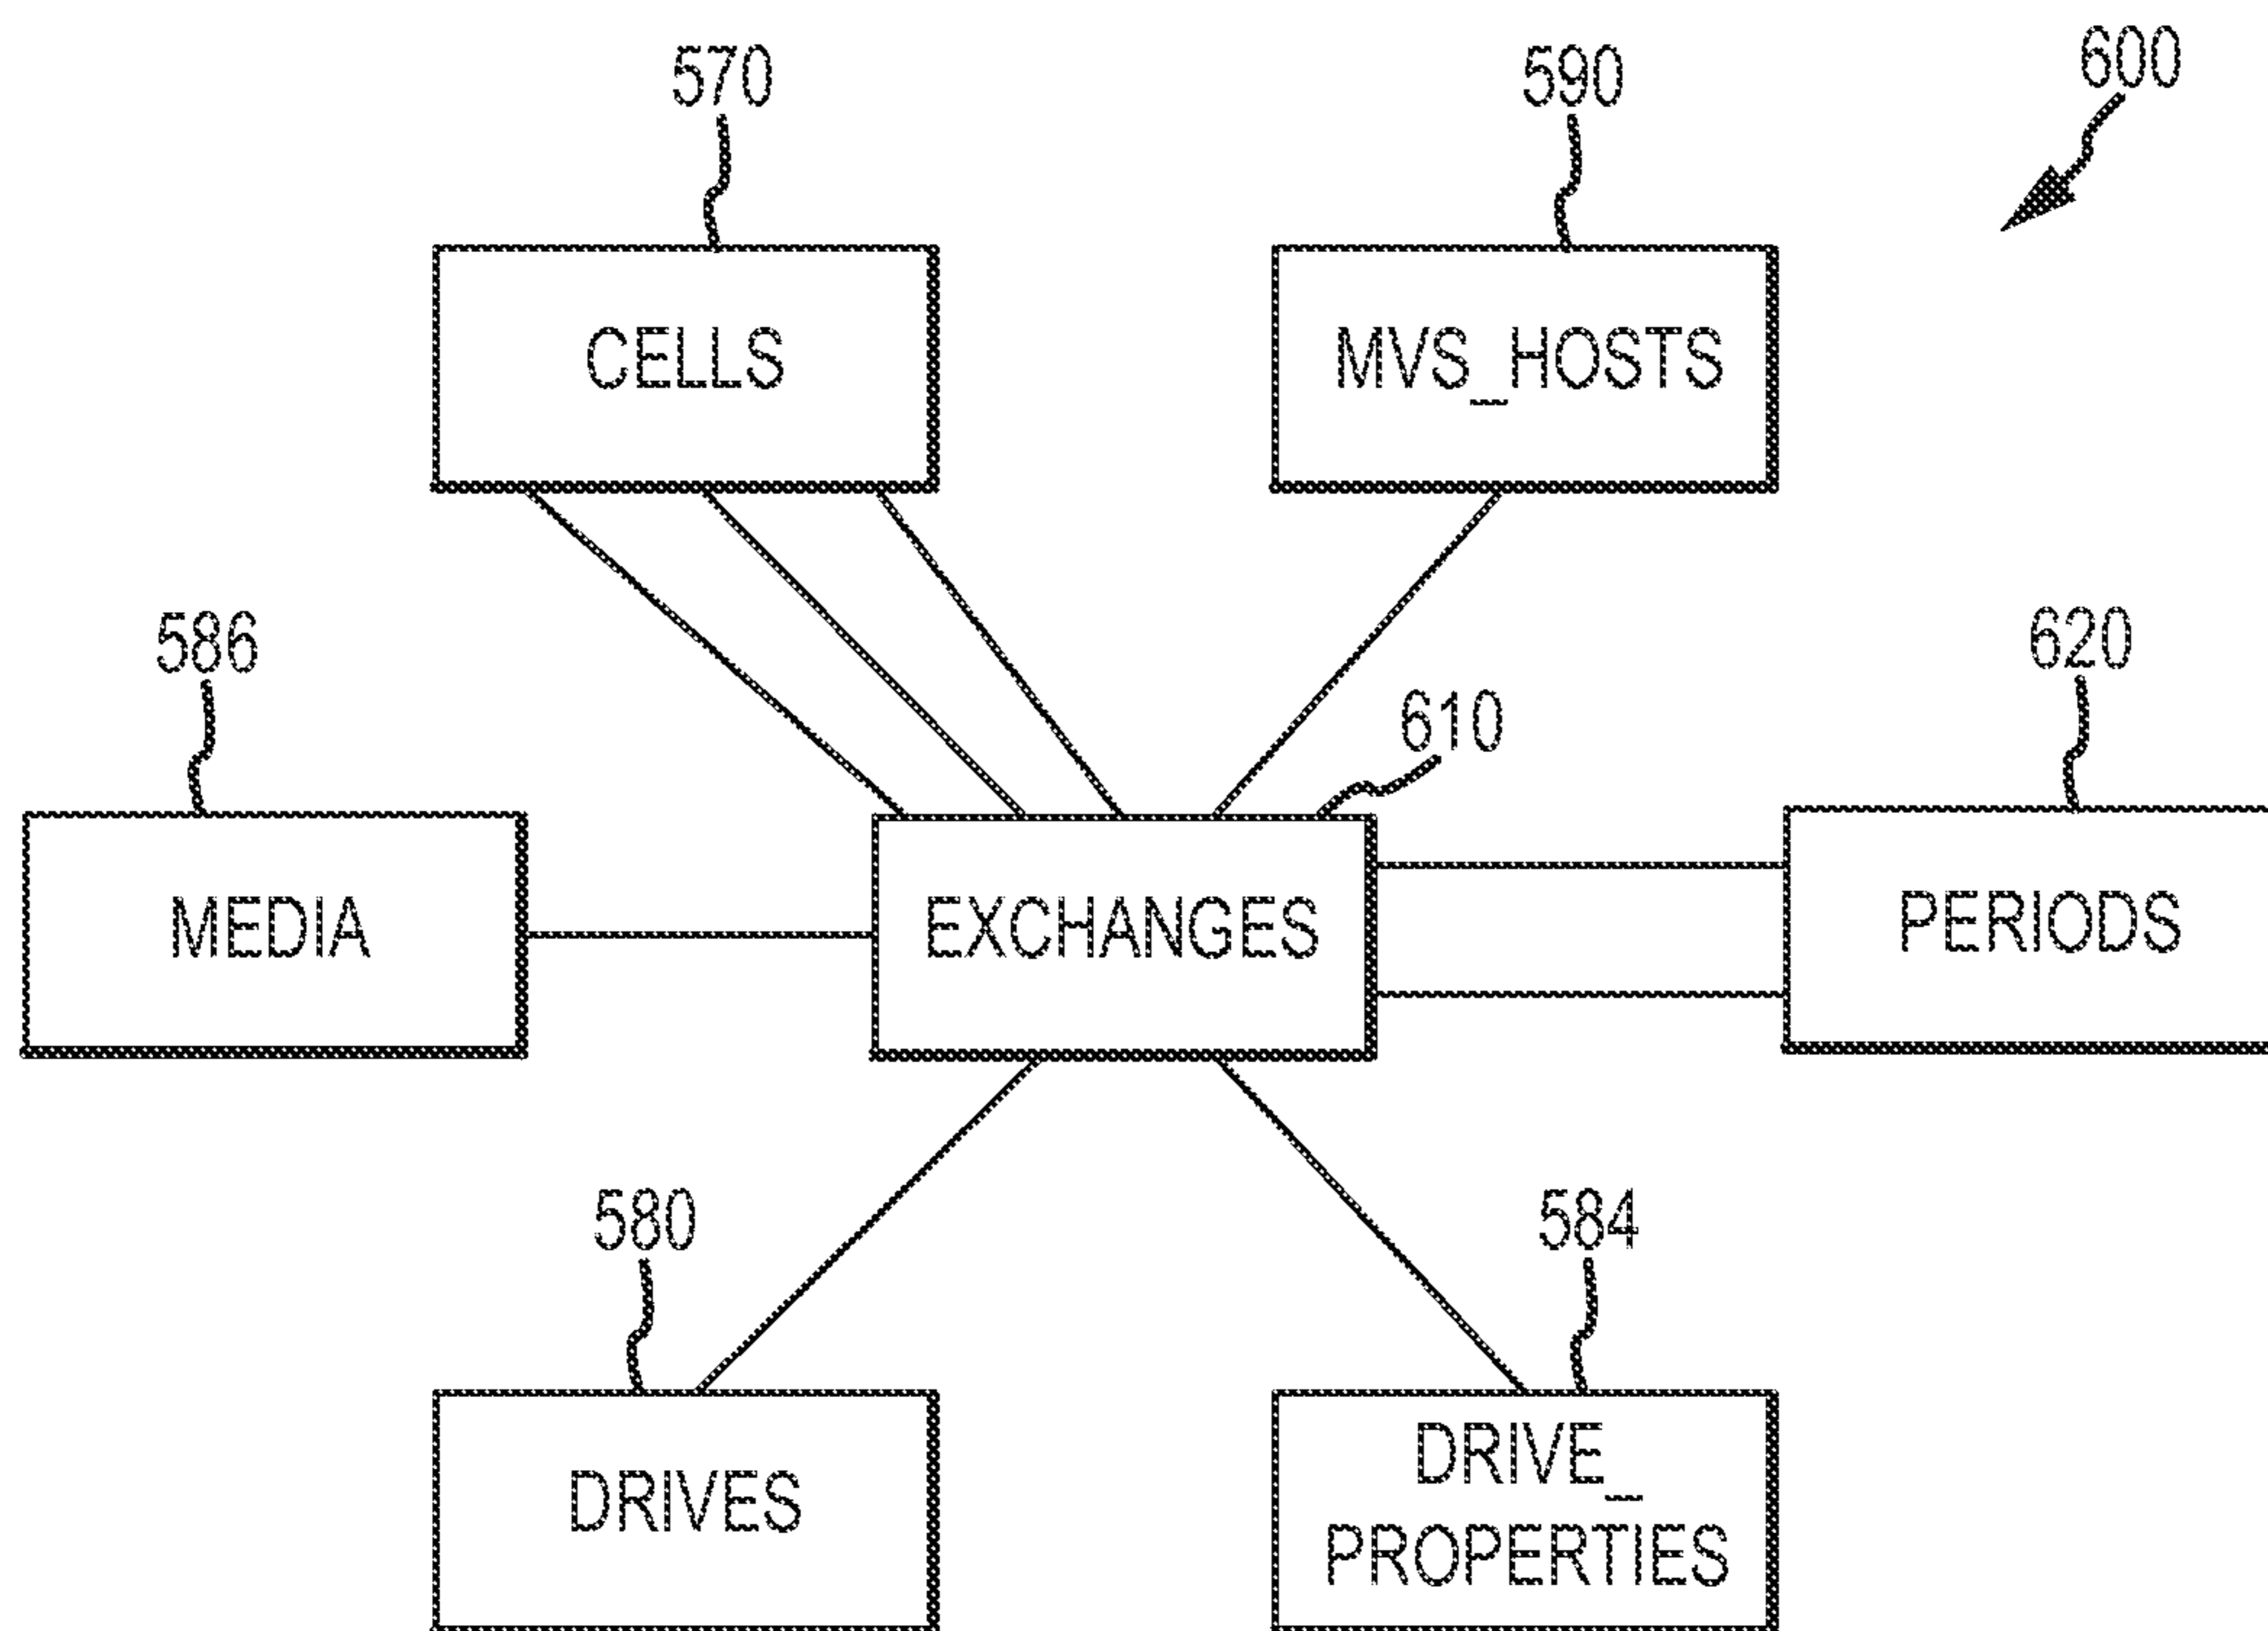 570
590
600
CELLS
MVS_HOSTS
586
620
610
MEDIA
EXCHANGES
PERIODS
580
584
DRIVES
DRIVE_
PROPERTIES